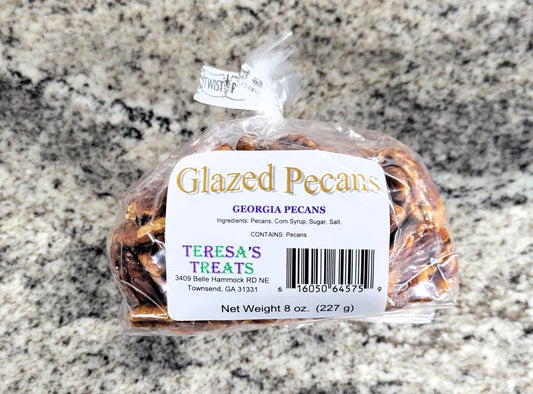 TWIST
Glazed Pecans
GEORGIA PECANS
Ingredients: Pecans, Corn Syrup, Sugar, Salt.
CONTAINS: Pecans
TERESA'S
TREATS
3409 Belle Hammock RD NE
Townsend, GA 31331
6 16050 64575 9
Net Weight 8 oz. (227 g)